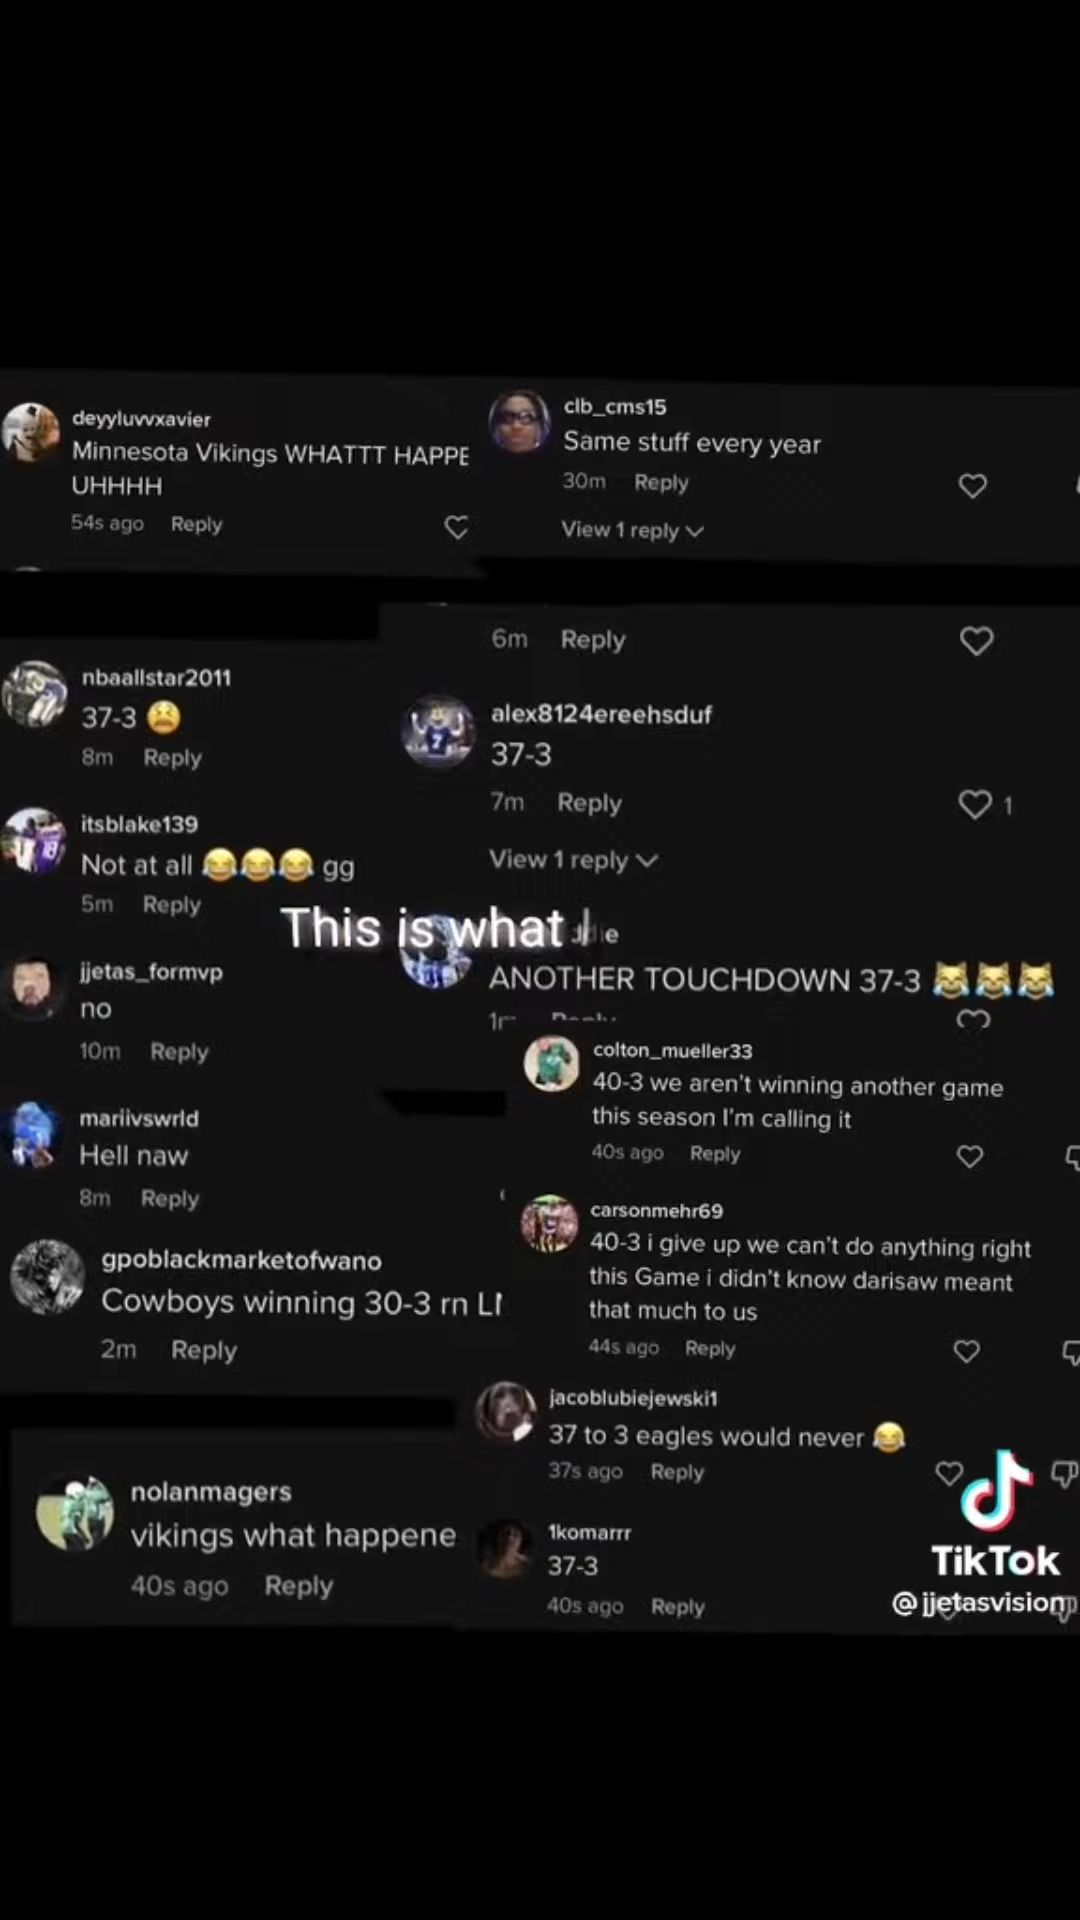 deyyluvvxavier
Minnesota Vikings WHATTT HAPPE
UHHHH
54s ago Reply
clb_cms15
Same stuff every year
30m Reply
View 1 reply
6m Reply
nbaallstar2011
37-3 😫
8m Reply
alex8124ereehsduf
37-3
7m Reply
1
View 1 reply
itsblake139
Not at all 😂😂😂 gg
5m Reply
This is what
ANOTHER TOUCHDOWN 37-3 😹😹😹
Reply
jjetas_formvp
no
10m Reply
colton_mueller33
40-3 we aren't winning another game
this season I'm calling it
40s ago Reply
mariivswrld
Hell naw
8m Reply
carsonmehr69
40-3 i give up we can't do anything right
this Game i didn't know darisaw meant
that much to us
44s ago Reply
gpoblackmarketofwano
Cowboys winning 30-3 rn
2m Reply
jacoblubiejewski1
37 to 3 eagles would never 😂
37s ago Reply
nolanmagers
vikings what happene
40s ago Reply
1komarrr
37-3
40s ago Reply
TikTok
@jjetasvision